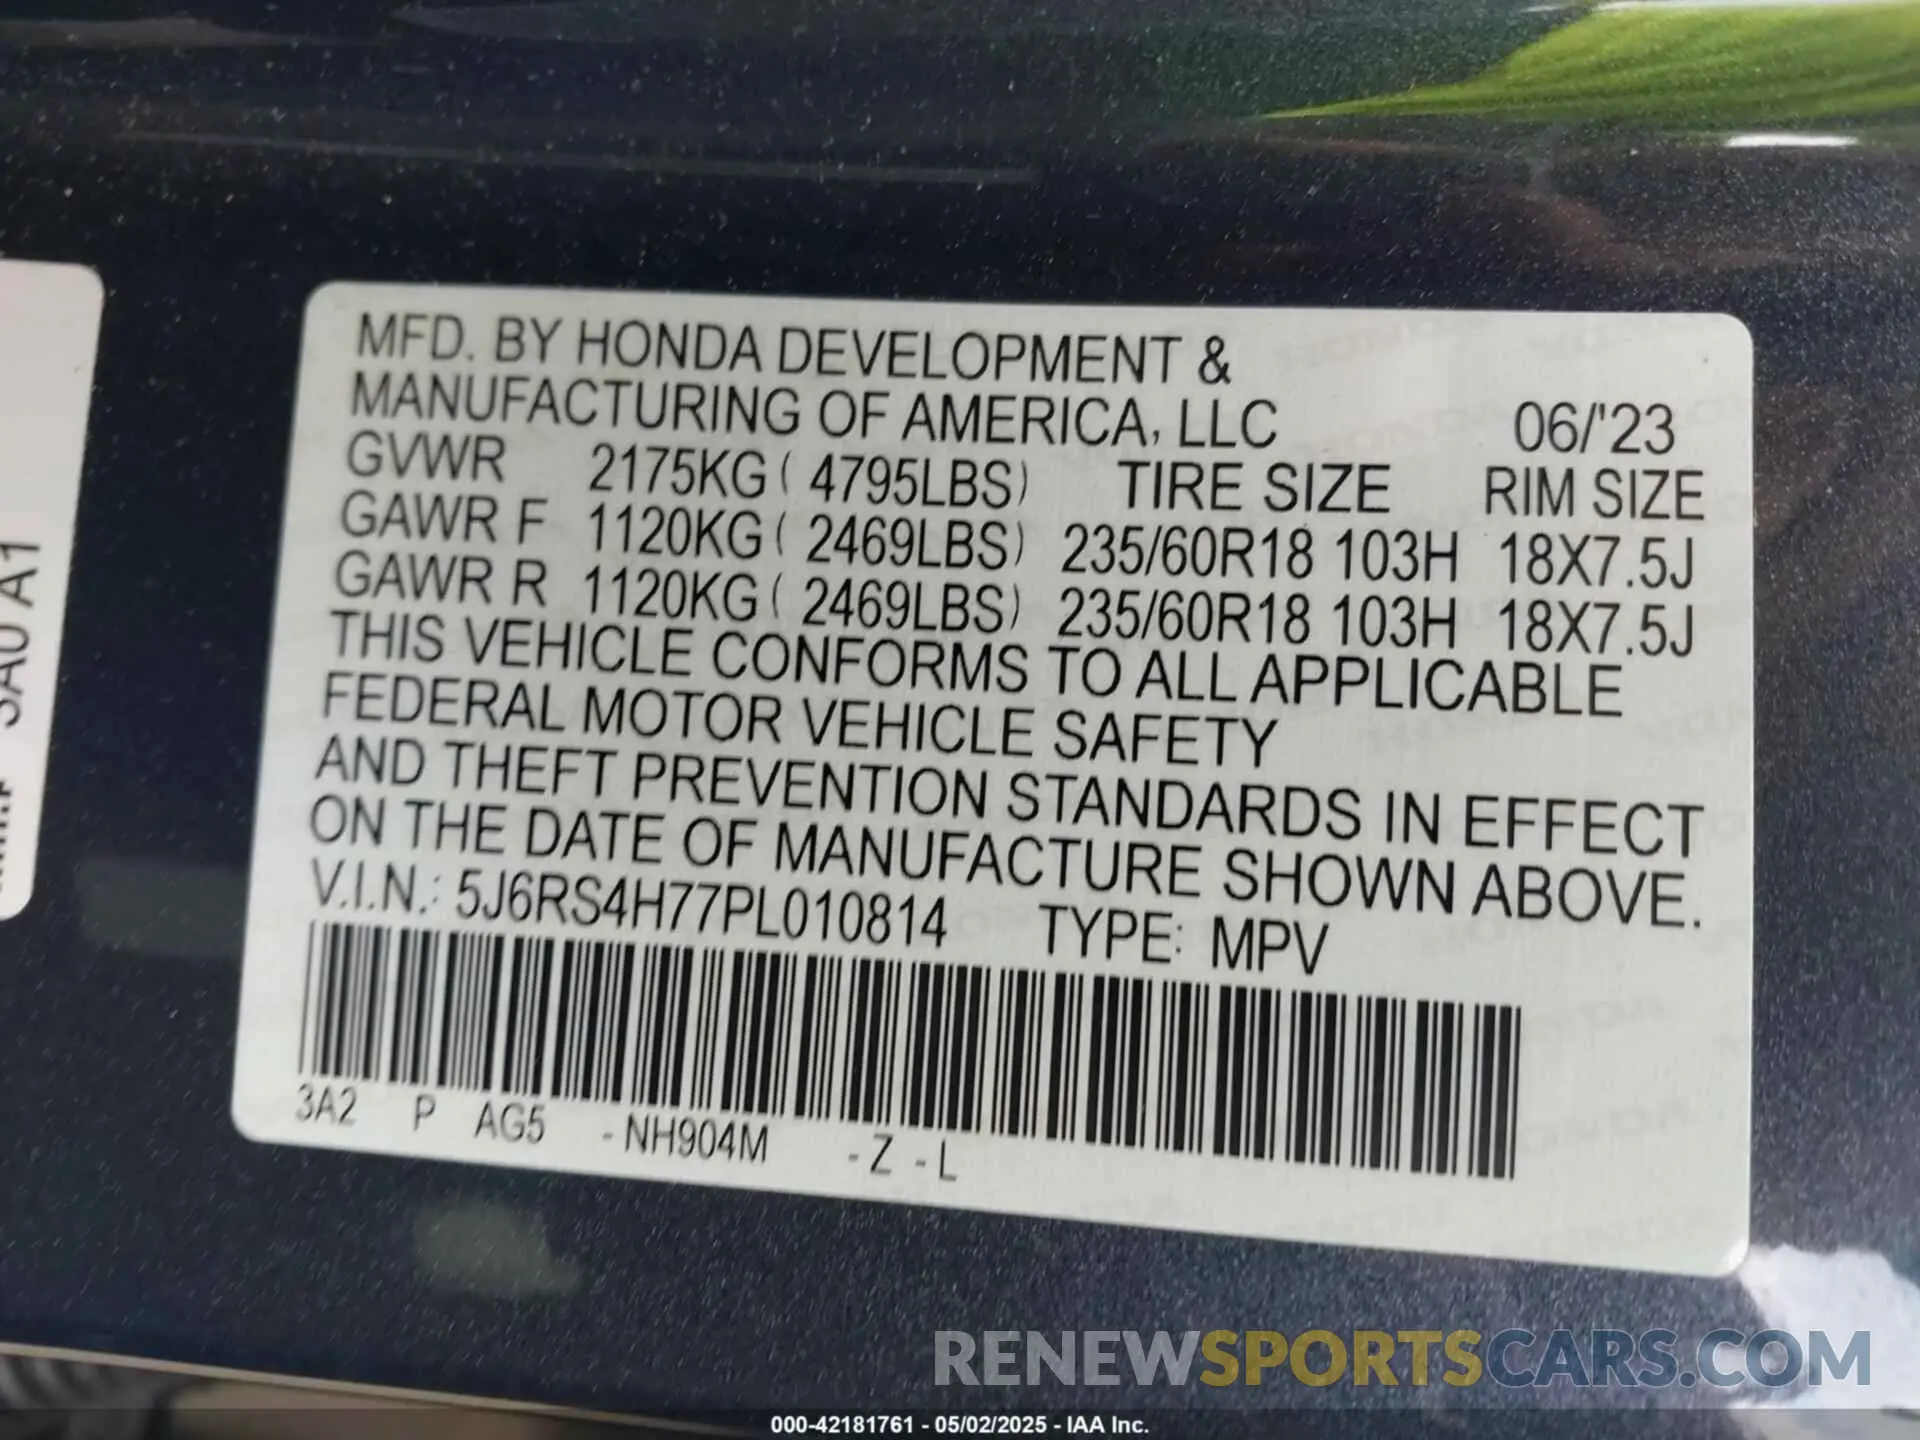 MFD. BY HONDA DEVELOPMENT &
MANUFACTURING OF AMERICA, LLC 06/'23
GVWR 2175KG ( 4795LBS) TIRE SIZE RIM SIZE
GAWR F 1120KG ( 2469LBS) 235/60R18 103H 18X7.5J
GAWR R 1120KG ( 2469LBS) 235/60R18 103H 18X7.5J
THIS VEHICLE CONFORMS TO ALL APPLICABLE
FEDERAL MOTOR VEHICLE SAFETY
AND THEFT PREVENTION STANDARDS IN EFFECT
ON THE DATE OF MANUFACTURE SHOWN ABOVE.
V.I.N.: 5J6RS4H77PL010814 TYPE: MPV
3A2 P AG5 -NH904M -Z -L
3A0 A1
RENEWSPORTSCARS.COM
000-42181761 - 05/02/2025 - IAA Inc.